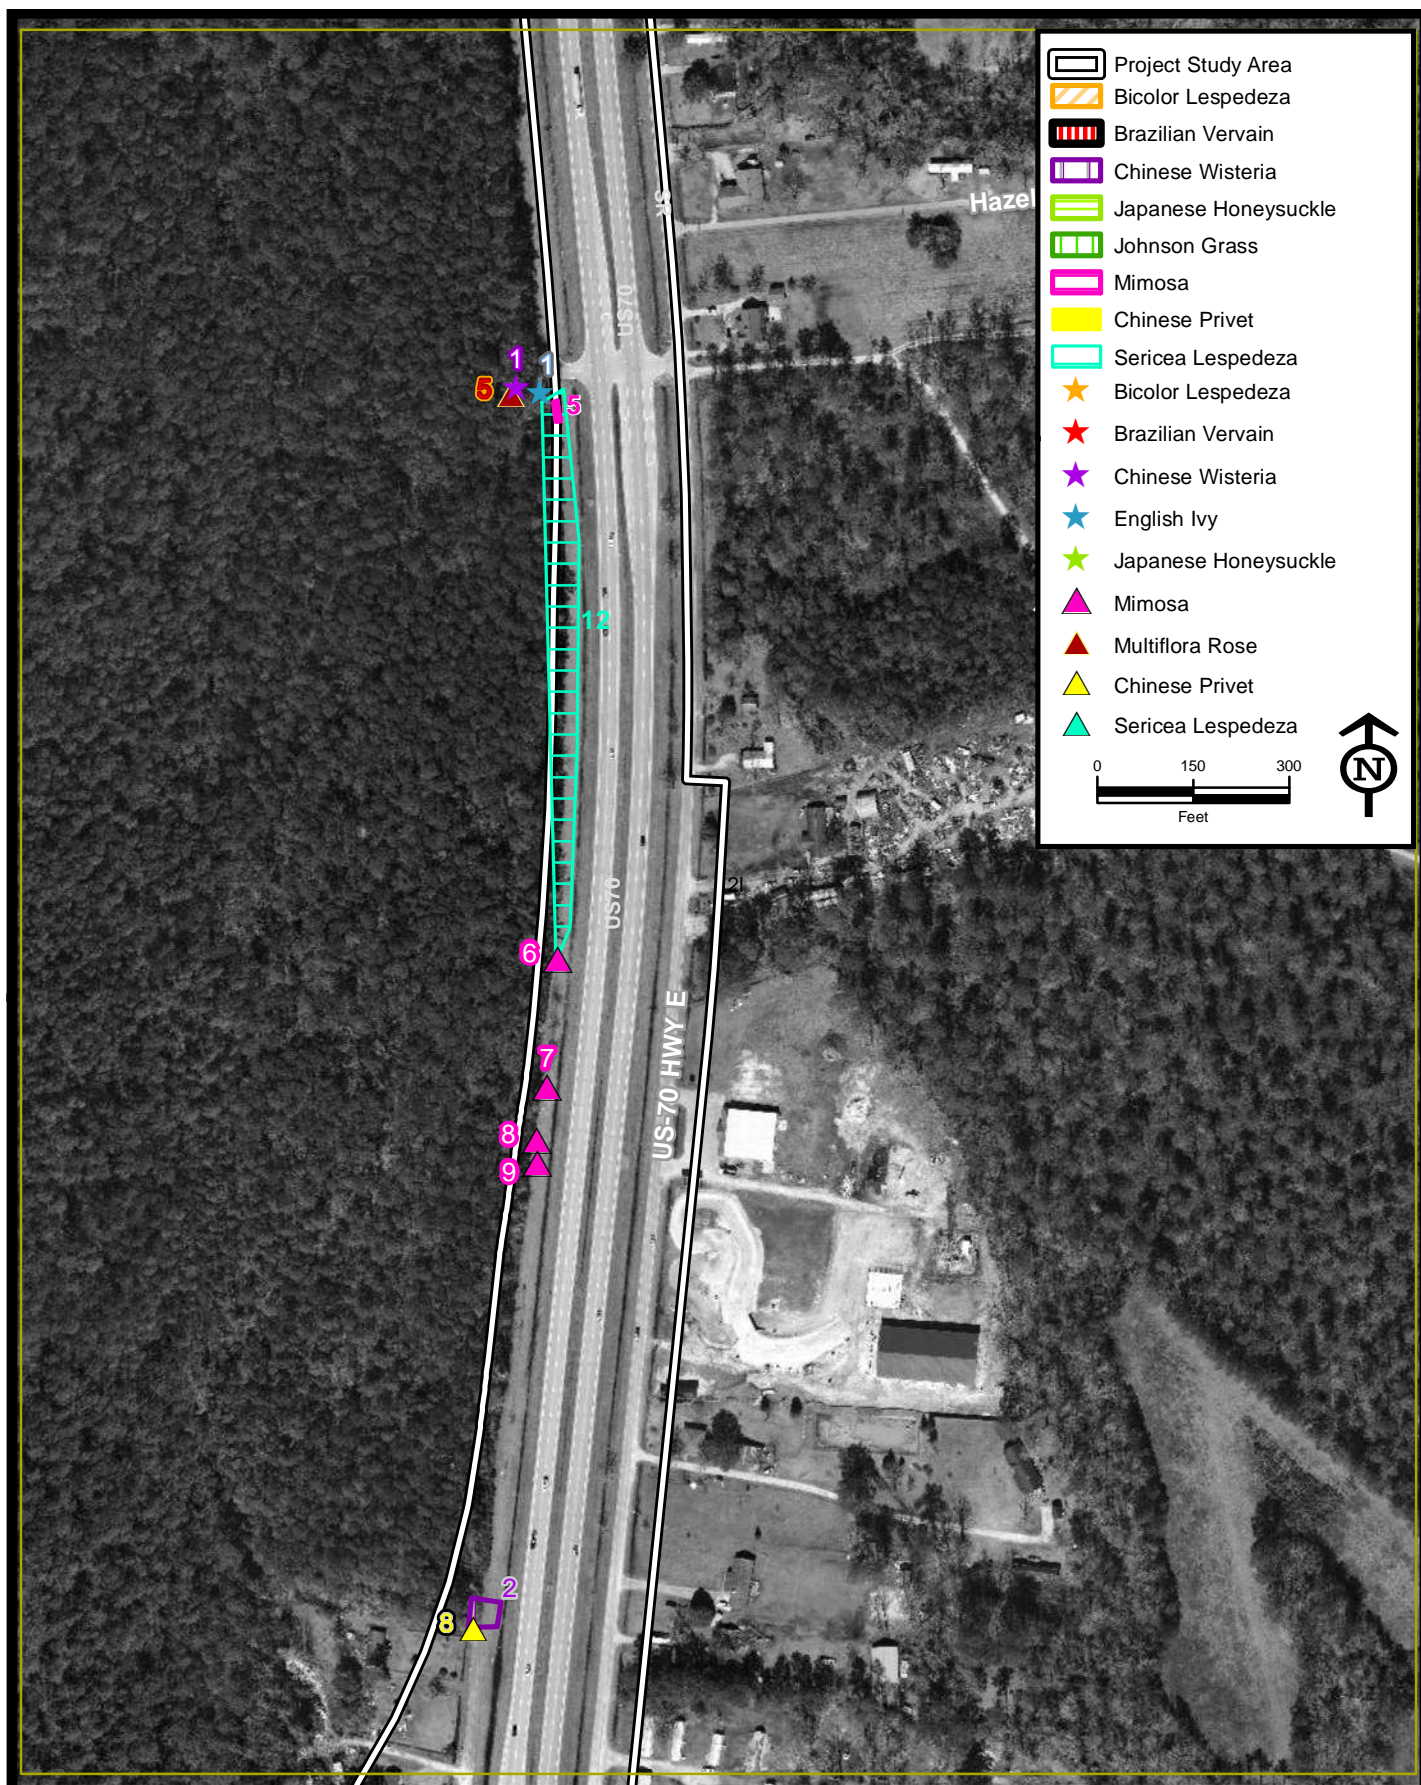 Project Study Area
Bicolor Lespedeza
Brazilian Vervain
Chinese Wisteria
Japanese Honeysuckle
Johnson Grass
Mimosa
Chinese Privet
Sericea Lespedeza
Bicolor Lespedeza
Brazilian Vervain
Chinese Wisteria
English Ivy
Japanese Honeysuckle
Mimosa
Multiflora Rose
Chinese Privet
Sericea Lespedeza
0 150 300
Feet
N
Hazel
SR
US70
1
1
5
5
12
US70
2I
6
US-70 HWY E
7
8
9
2
8